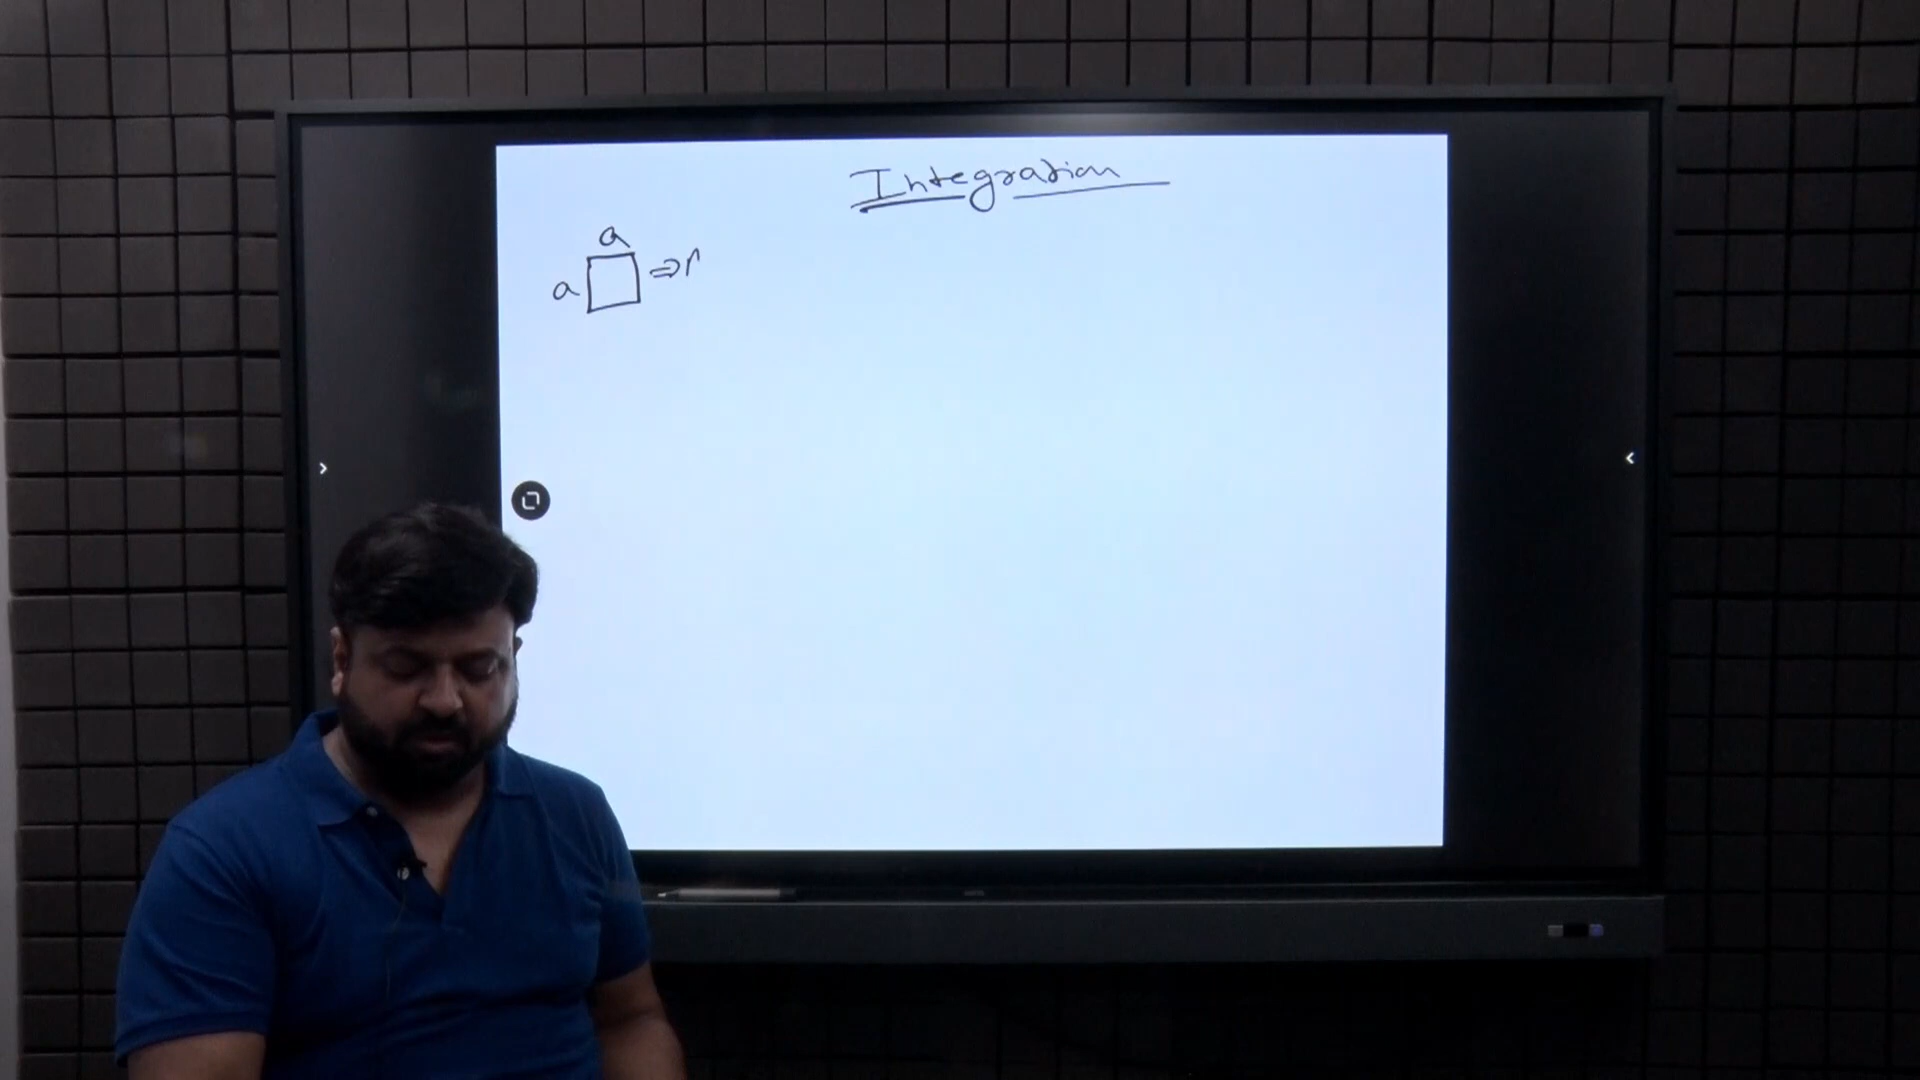 Integration
a
a ⇒